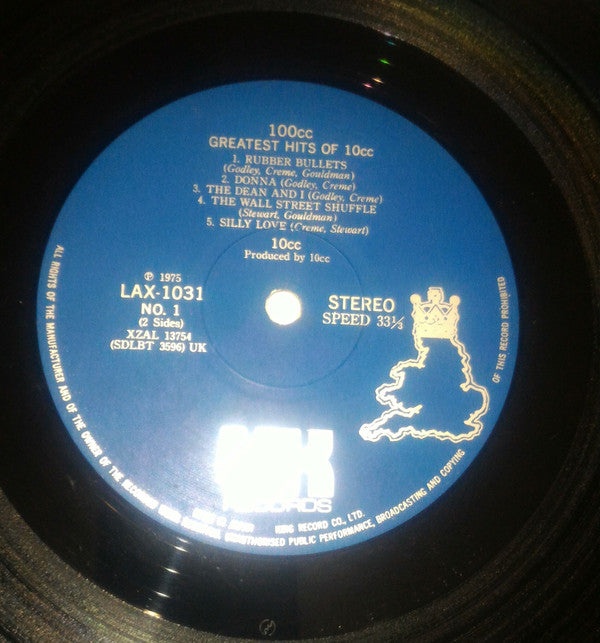 100cc
GREATEST HITS OF 10cc
1. RUBBER BULLETS
(Godley, Creme, Gouldman)
2. DONNA (Godley, Creme)
3. THE DEAN AND I (Godley, Creme)
4. THE WALL STREET SHUFFLE
(Stewart, Gouldman)
5. SILLY LOVE (Creme, Stewart)
10cc
Produced by 10cc
℗ 1975
LAX-1031
NO. 1
(2 Sides)
XZAL 13754
(SDLBT 3596) UK
STEREO
SPEED 33⅓
RECORDS
KING RECORD CO., LTD.
ALL RIGHTS OF THE MANUFACTURER AND OF THE OWNER OF THE RECORDED WORK UNAUTHORISED PUBLIC PERFORMANCE, BROADCASTING AND COPYING OF THIS RECORD PROHIBITED